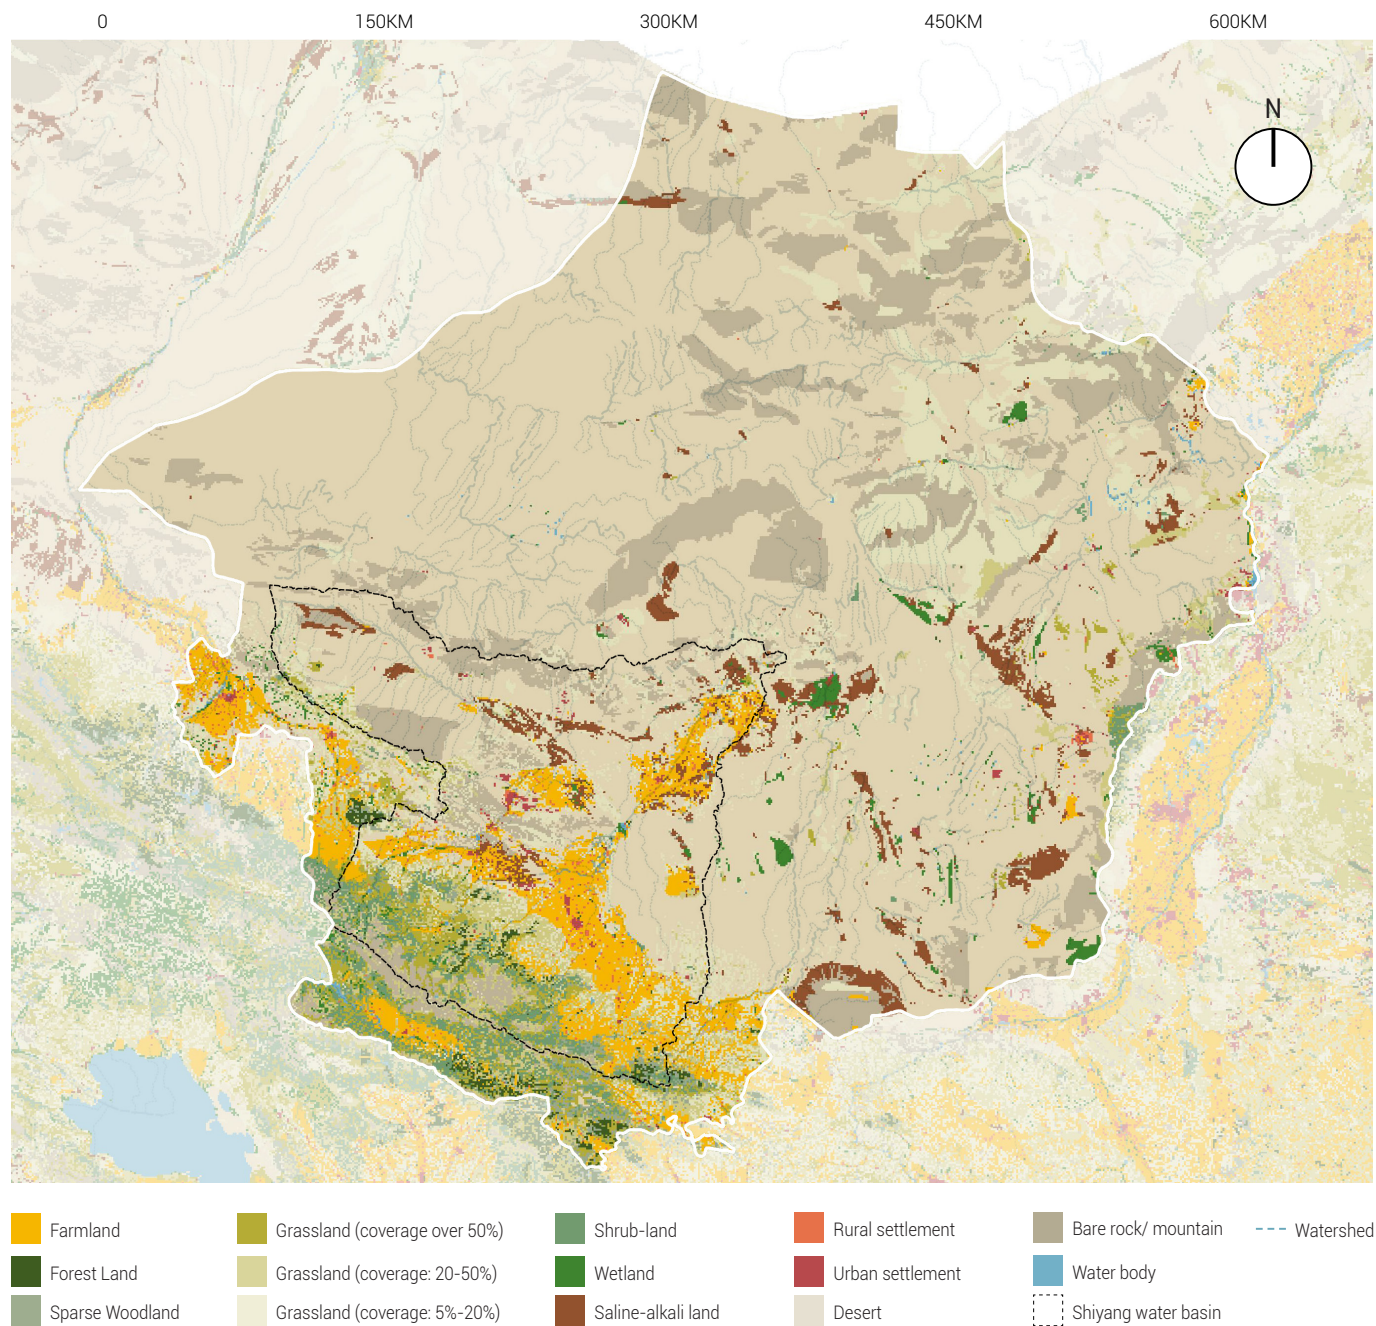 0 150KM 300KM 450KM 600KM
N
Farmland Grassland (coverage over 50%) Shrub-land Rural settlement Bare rock/ mountain Watershed
Forest Land Grassland (coverage: 20-50%) Wetland Urban settlement Water body
Sparse Woodland Grassland (coverage: 5%-20%) Saline-alkali land Desert Shiyang water basin